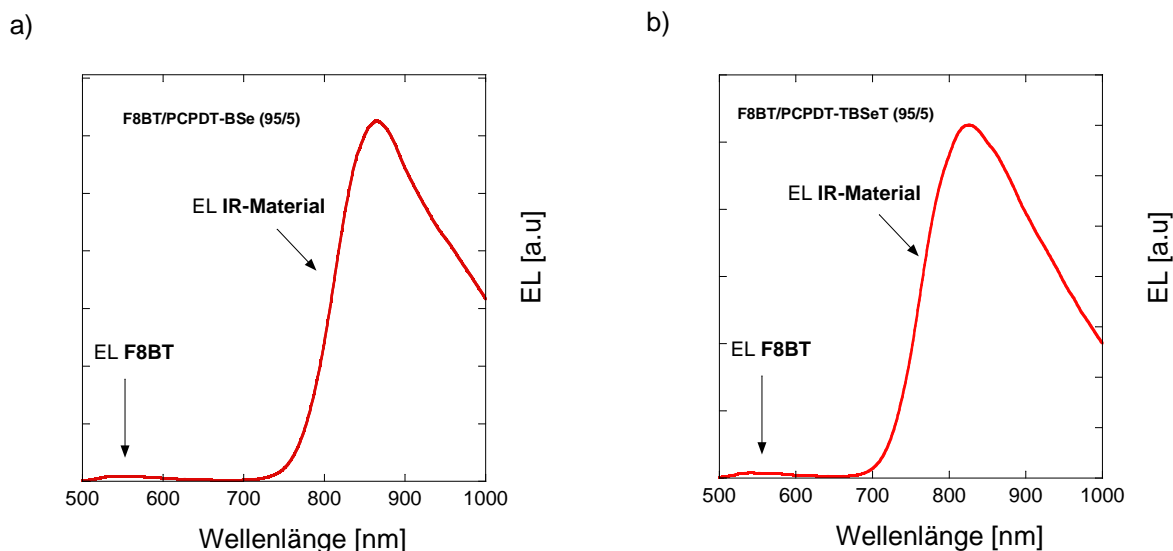 a)
F8BT/PCPDT-BSe (95/5)
EL IR-Material
EL F8BT
EL [a.u]
500 600 700 800 900 1000
Wellenlänge [nm]
b)
F8BT/PCPDT-TBSeT (95/5)
EL IR-Material
EL F8BT
EL [a.u]
500 600 700 800 900 1000
Wellenlänge [nm]